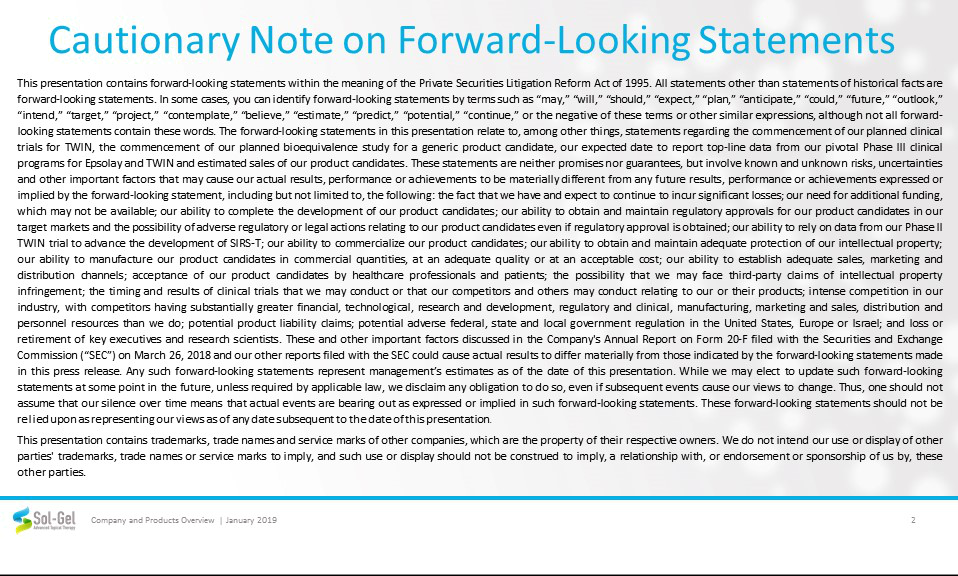 Cautionary Note on Forward-Looking Statements
This presentation contains forward-looking statements within the meaning of the Private Securities Litigation Reform Act of 1995. All statements other than statements of historical facts are
forward-looking statements. In some cases, you can identify forward-looking statements by terms such as “may,” “will,” “should,” “expect,” “plan,” “anticipate,” “could,” “future,” “outlook,”
“intend,” “target,” “project,” “contemplate,” “believe,” “estimate,” “predict,” “potential,” “continue,” or the negative of these terms or other similar expressions, although not all forward-
looking statements contain these words. The forward-looking statements in this presentation relate to, among other things, statements regarding the commencement of our planned clinical
trials for TWIN, the commencement of our planned bioequivalence study for a generic product candidate, our expected date to report top-line data from our pivotal Phase III clinical
programs for Epsolay and TWIN and estimated sales of our product candidates. These statements are neither promises nor guarantees, but involve known and unknown risks, uncertainties
and other important factors that may cause our actual results, performance or achievements to be materially different from any future results, performance or achievements expressed or
implied by the forward-looking statement, including but not limited to, the following: the fact that we have and expect to continue to incur significant losses; our need for additional funding,
which may not be available; our ability to complete the development of our product candidates; our ability to obtain and maintain regulatory approvals for our product candidates in our
target markets and the possibility of adverse regulatory or legal actions relating to our product candidates even if regulatory approval is obtained; our ability to rely on data from our Phase II
TWIN trial to advance the development of SIRS-T; our ability to commercialize our product candidates; our ability to obtain and maintain adequate protection of our intellectual property;
our ability to manufacture our product candidates in commercial quantities, at an adequate quality or at an acceptable cost; our ability to establish adequate sales, marketing and
distribution channels; acceptance of our product candidates by healthcare professionals and patients; the possibility that we may face third-party claims of intellectual property
infringement; the timing and results of clinical trials that we may conduct or that our competitors and others may conduct relating to our or their products; intense competition in our
industry, with competitors having substantially greater financial, technological, research and development, regulatory and clinical, manufacturing, marketing and sales, distribution and
personnel resources than we do; potential product liability claims; potential adverse federal, state and local government regulation in the United States, Europe or Israel; and loss or
retirement of key executives and research scientists. These and other important factors discussed in the Company's Annual Report on Form 20-F filed with the Securities and Exchange
Commission (“SEC”) on March 26, 2018 and our other reports filed with the SEC could cause actual results to differ materially from those indicated by the forward-looking statements made
in this press release. Any such forward-looking statements represent management’s estimates as of the date of this presentation. While we may elect to update such forward-looking
statements at some point in the future, unless required by applicable law, we disclaim any obligation to do so, even if subsequent events cause our views to change. Thus, one should not
assume that our silence over time means that actual events are bearing out as expressed or implied in such forward-looking statements. These forward-looking statements should not be
relied upon as representing our views as of any date subsequent to the date of this presentation.
This presentation contains trademarks, trade names and service marks of other companies, which are the property of their respective owners. We do not intend our use or display of other
parties' trademarks, trade names or service marks to imply, and such use or display should not be construed to imply, a relationship with, or endorsement or sponsorship of us by, these
other parties.
Sol-Gel
Advanced Topical Therapy
Company and Products Overview | January 2019
2